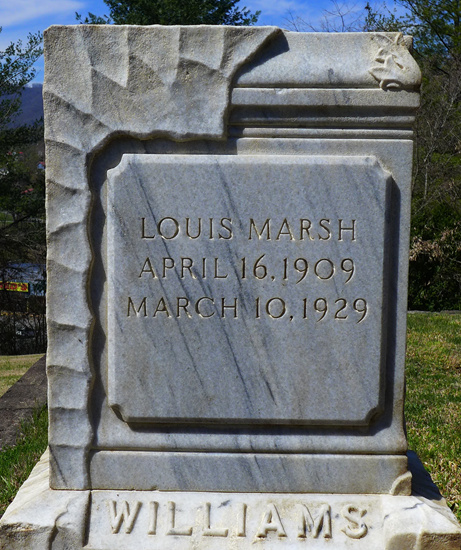 LOUIS MARSH
APRIL 16, 1909
MARCH 10, 1929
WILLIAMS